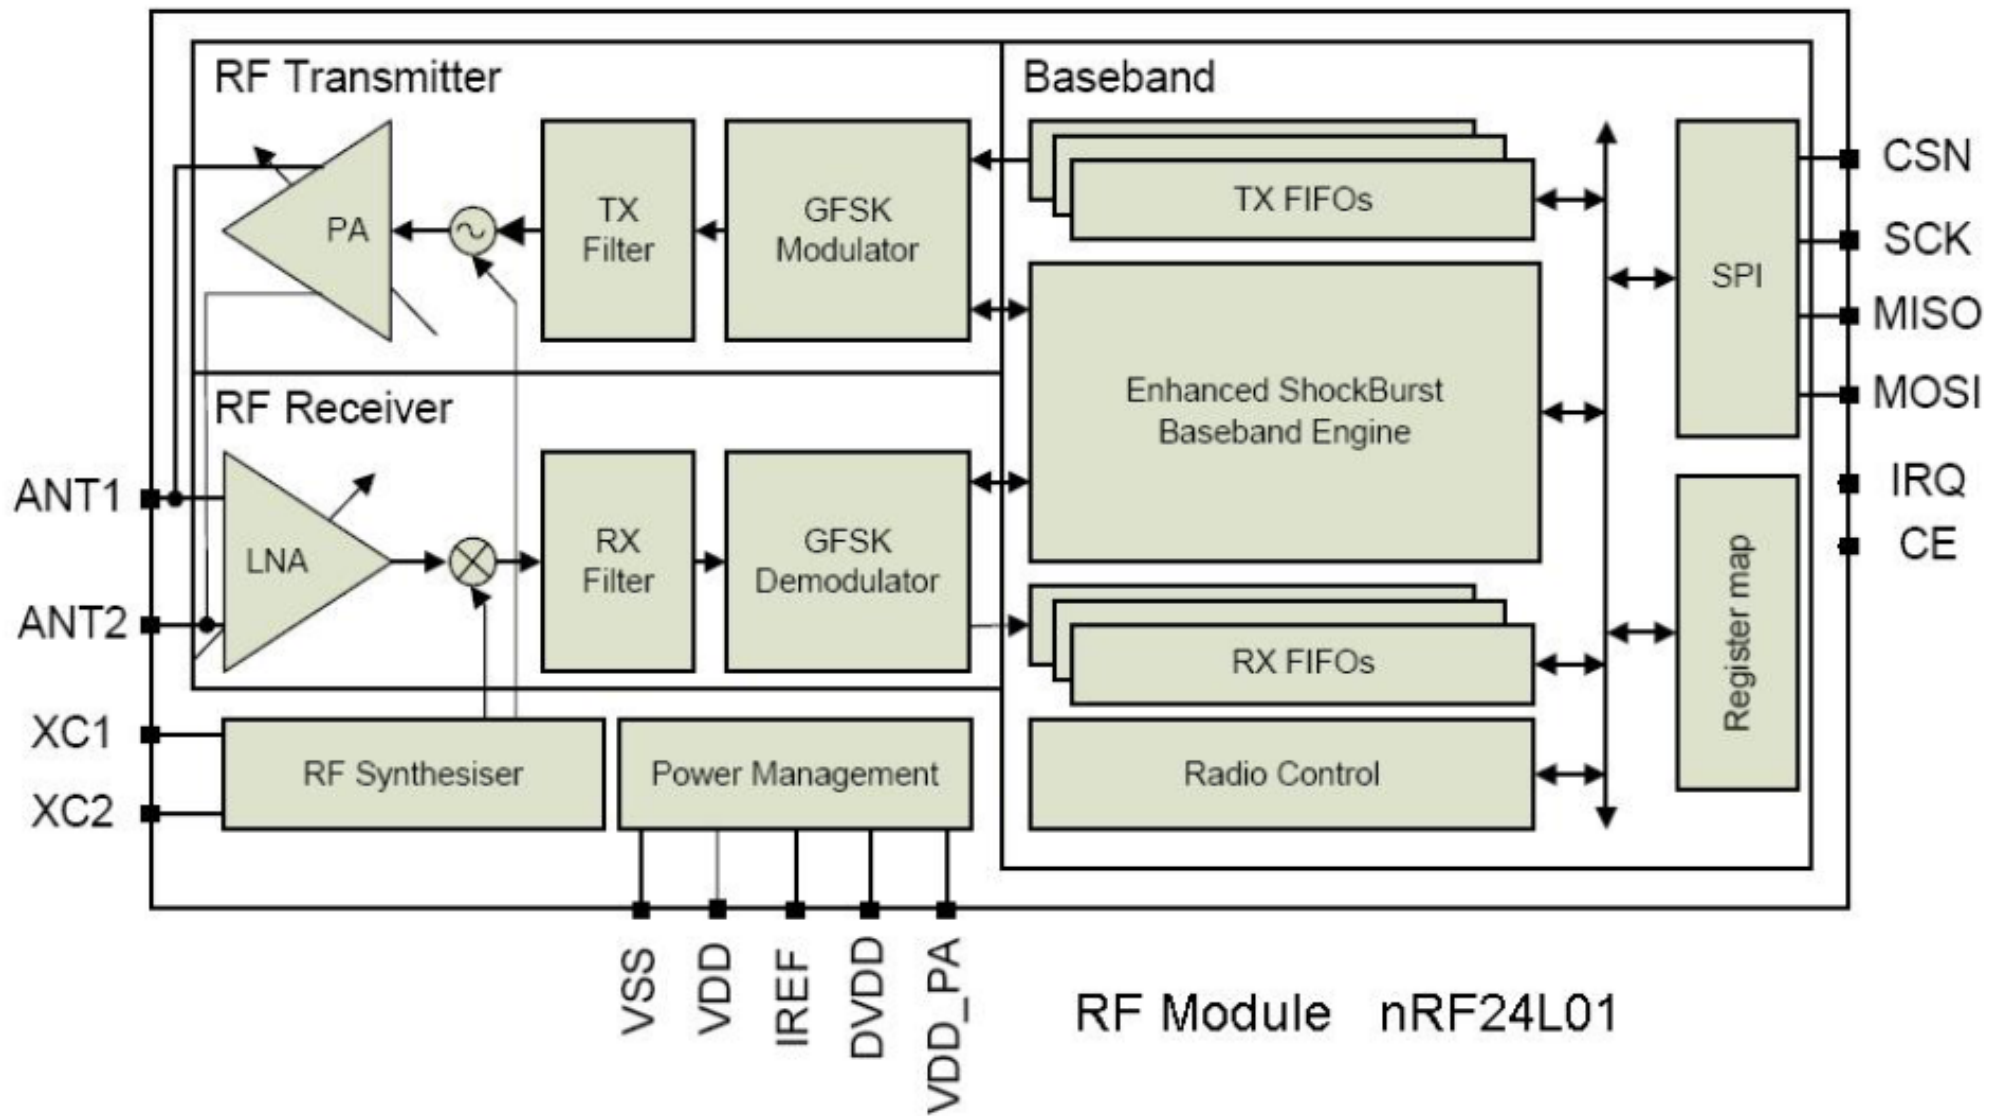 RF Transmitter
Baseband
PA
TX
Filter
GFSK
Modulator
TX FIFOs
SPI
CSN
SCK
MISO
MOSI
Enhanced ShockBurst
Baseband Engine
RF Receiver
ANT1
ANT2
LNA
RX
Filter
GFSK
Demodulator
RX FIFOs
Register map
IRQ
CE
XC1
XC2
RF Synthesiser
Power Management
Radio Control
VSS
VDD
IREF
DVDD
VDD_PA
RF Module nRF24L01